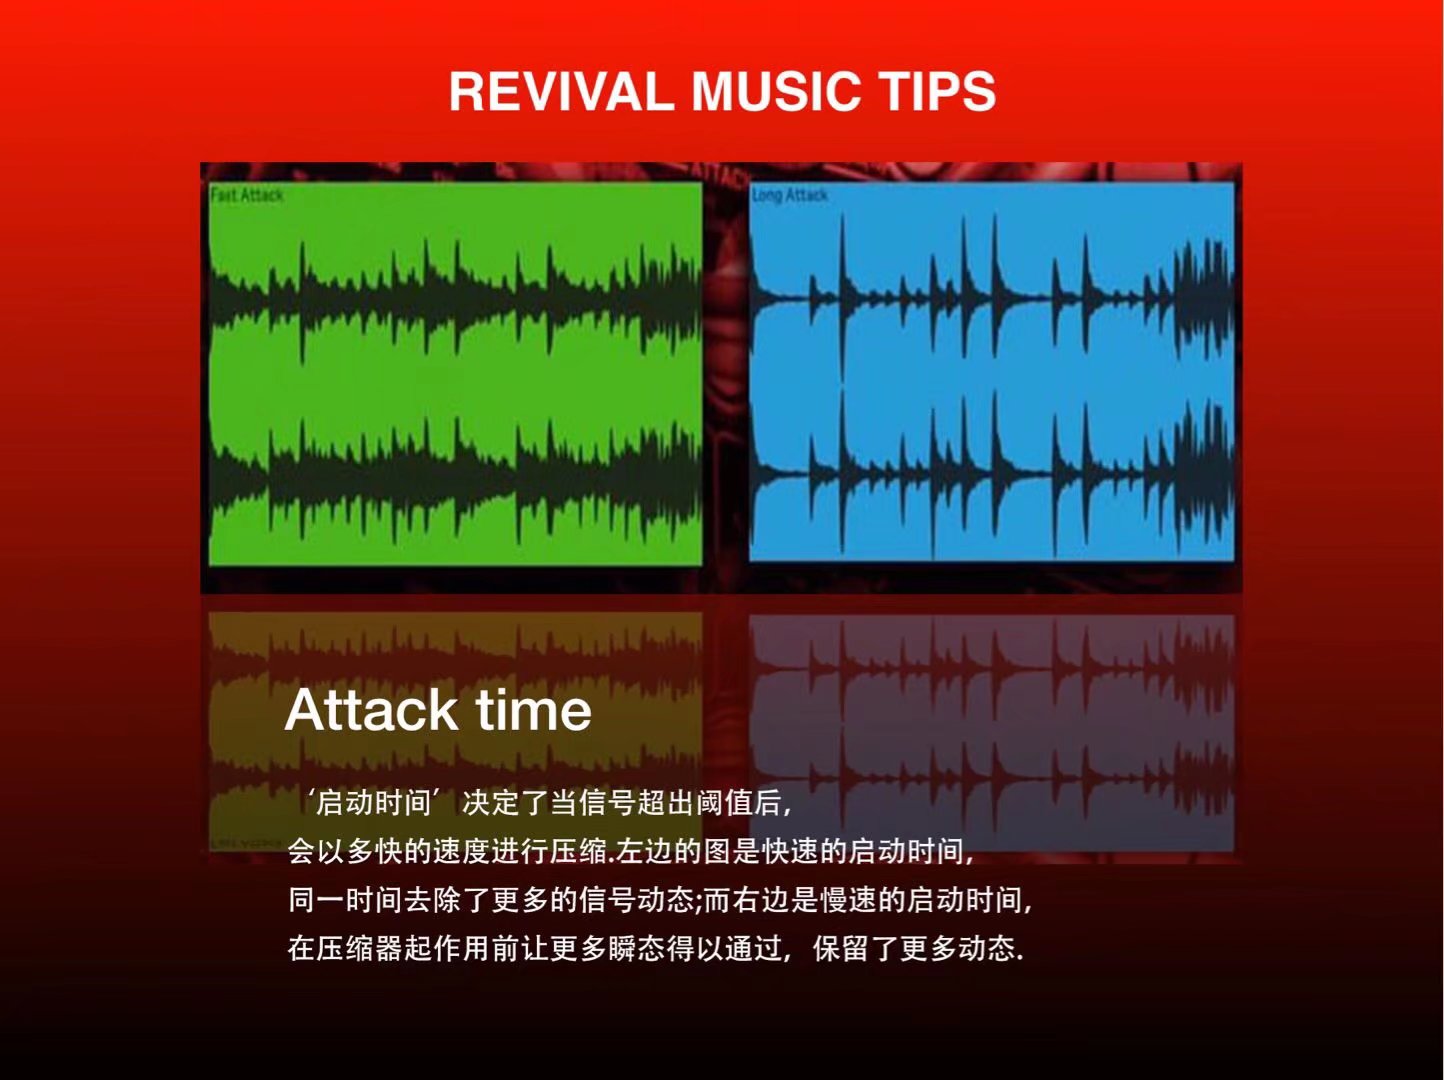 REVIVAL MUSIC TIPS
Fast Attack
Long Attack
Attack time
‘启动时间’决定了当信号超出阈值后,
会以多快的速度进行压缩.左边的图是快速的启动时间,
同一时间去除了更多的信号动态;而右边是慢速的启动时间,
在压缩器起作用前让更多瞬态得以通过，保留了更多动态.